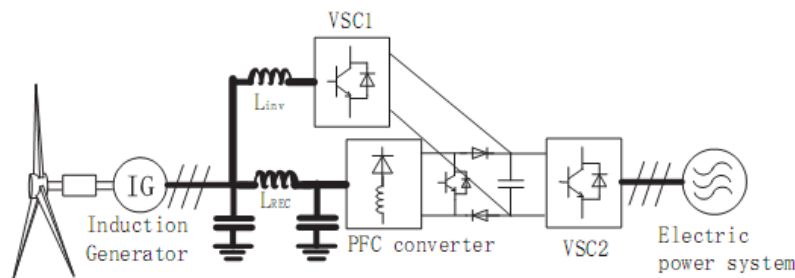 VSC1
Linv
IG
LREC
Induction
Generator
PFC converter
VSC2
Electric
power system